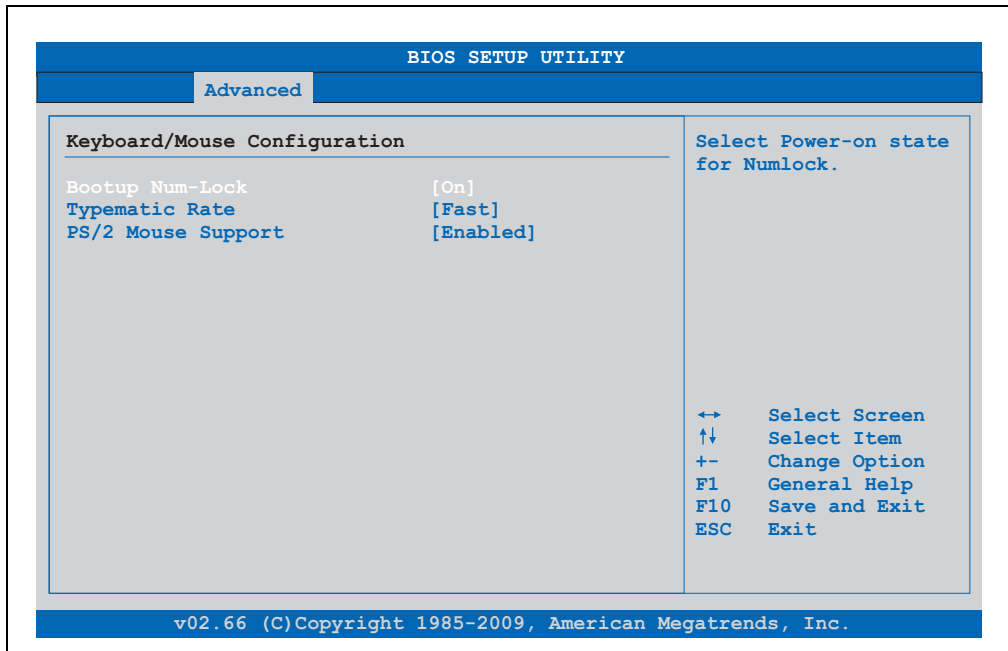 BIOS SETUP UTILITY
Advanced
Keyboard/Mouse Configuration
Bootup Num-Lock [On]
Typematic Rate [Fast]
PS/2 Mouse Support [Enabled]
Select Power-on state
for Numlock.
←→ Select Screen
↑↓ Select Item
+- Change Option
F1 General Help
F10 Save and Exit
ESC Exit
v02.66 (C)Copyright 1985-2009, American Megatrends, Inc.